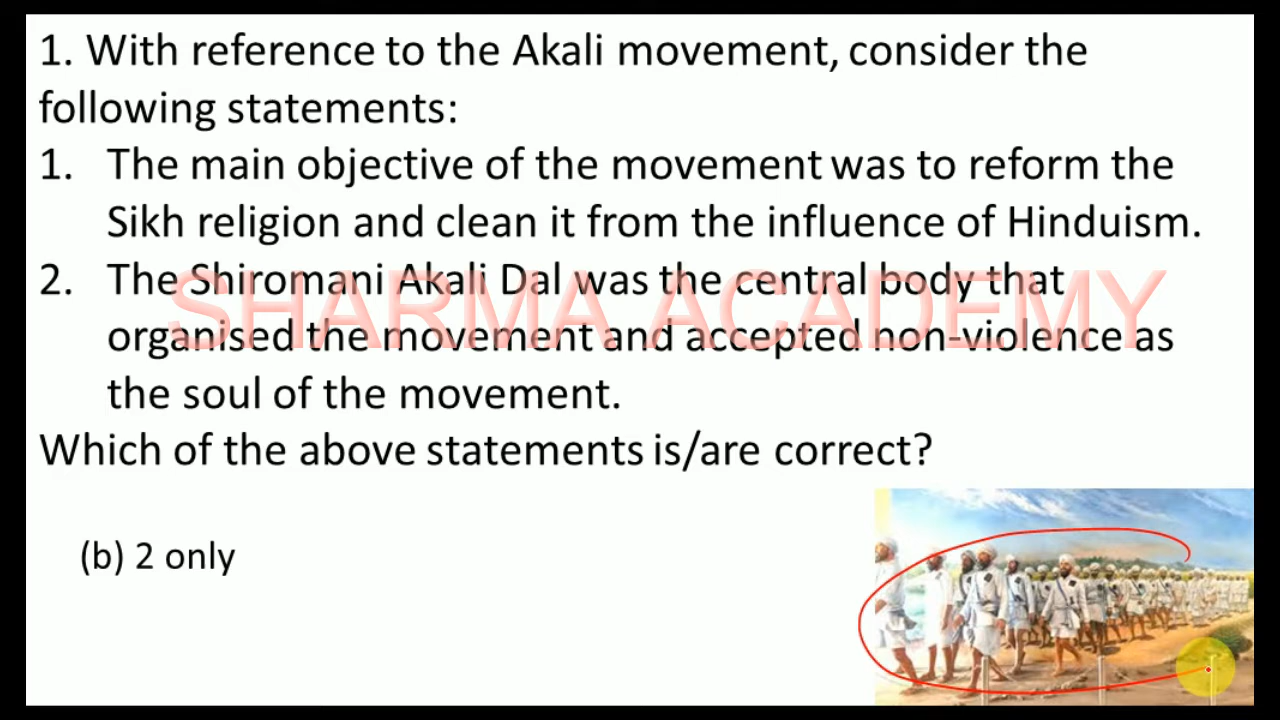 1. With reference to the Akali movement, consider the
following statements:
1. The main objective of the movement was to reform the
Sikh religion and clean it from the influence of Hinduism.
2. The Shiromani Akali Dal was the central body that
SHARMA ACADEMY
organised the movement and accepted non-violence as
the soul of the movement.
Which of the above statements is/are correct?
(b) 2 only